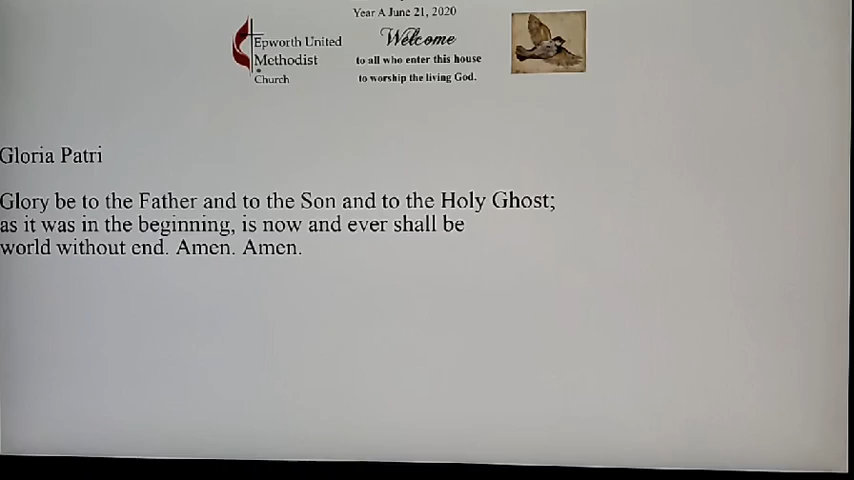 Year A June 21, 2020
Epworth United
Methodist
Church
Welcome
to all who enter this house
to worship the living God.
Gloria Patri
Glory be to the Father and to the Son and to the Holy Ghost;
as it was in the beginning, is now and ever shall be
world without end. Amen. Amen.